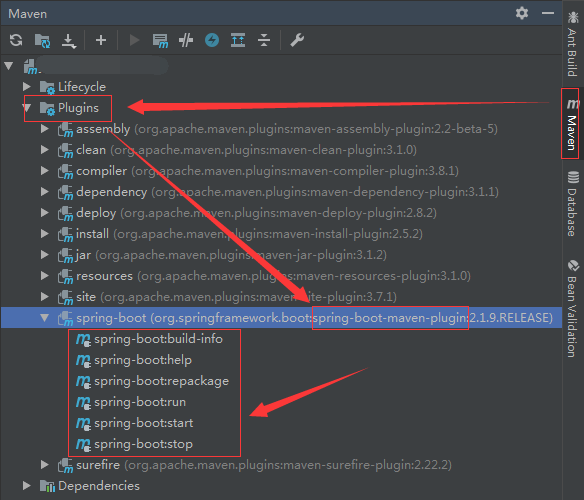 Maven
Lifecycle
Plugins
assembly (org.apache.maven.plugins:maven-assembly-plugin:2.2-beta-5)
clean (org.apache.maven.plugins:maven-clean-plugin:3.1.0)
compiler (org.apache.maven.plugins:maven-compiler-plugin:3.8.1)
dependency (org.apache.maven.plugins:maven-dependency-plugin:3.1.1)
deploy (org.apache.maven.plugins:maven-deploy-plugin:2.8.2)
install (org.apache.maven.plugins:maven-install-plugin:2.5.2)
jar (org.apache.maven.plugins:maven-jar-plugin:3.1.2)
resources (org.apache.maven.plugins:maven-resources-plugin:3.1.0)
site (org.apache.maven.plugins:maven-site-plugin:3.7.1)
spring-boot (org.springframework.boot:spring-boot-maven-plugin:2.1.9.RELEASE)
spring-boot:build-info
spring-boot:help
spring-boot:repackage
spring-boot:run
spring-boot:start
spring-boot:stop
surefire (org.apache.maven.plugins:maven-surefire-plugin:2.22.2)
Dependencies
Ant Build
Maven
Database
Bean Validation